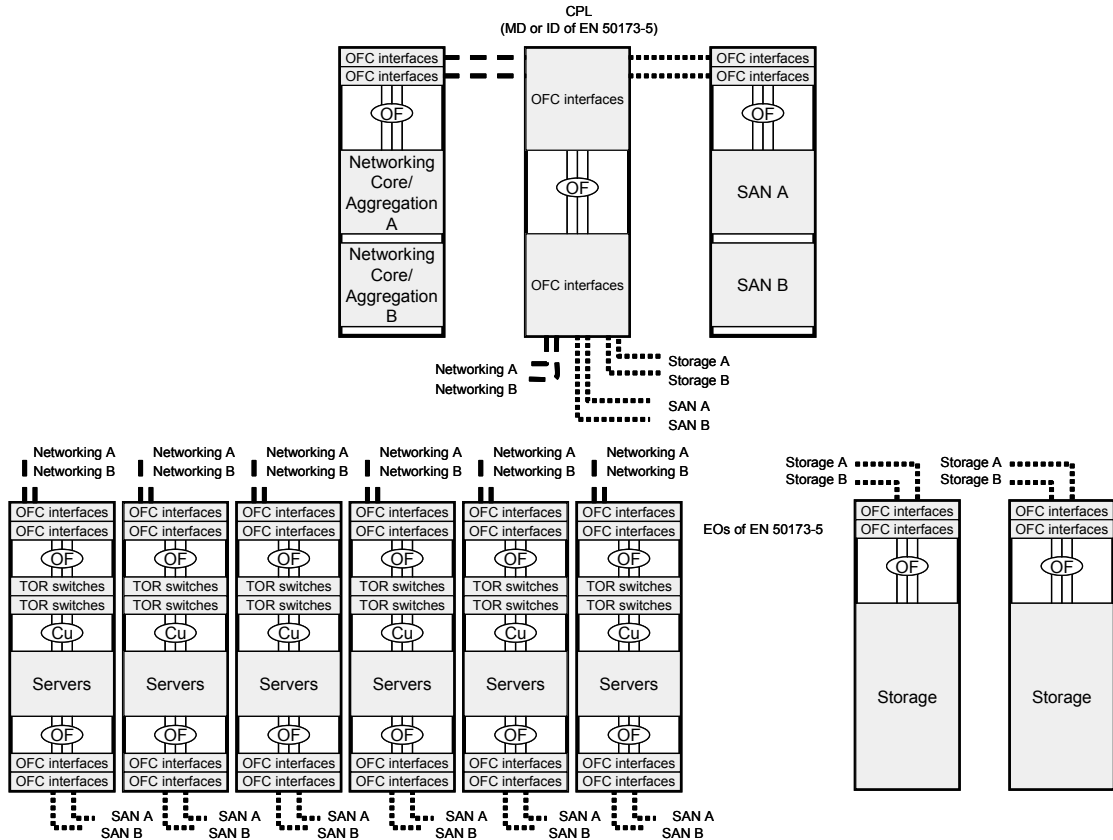 CPL
(MD or ID of EN 50173-5)
OFC interfaces
OFC interfaces
OF
Networking
Core/
Aggregation
A
Networking
Core/
Aggregation
B
OFC interfaces
OF
OFC interfaces
OFC interfaces
OFC interfaces
OF
SAN A
SAN B
Networking A
Networking B
Storage A
Storage B
SAN A
SAN B
Networking A
Networking B
OFC interfaces
OFC interfaces
OF
TOR switches
TOR switches
Cu
Servers
OF
OFC interfaces
OFC interfaces
SAN A
SAN B
Networking A
Networking B
OFC interfaces
OFC interfaces
OF
TOR switches
TOR switches
Cu
Servers
OF
OFC interfaces
OFC interfaces
SAN A
SAN B
Networking A
Networking B
OFC interfaces
OFC interfaces
OF
TOR switches
TOR switches
Cu
Servers
OF
OFC interfaces
OFC interfaces
SAN A
SAN B
Networking A
Networking B
OFC interfaces
OFC interfaces
OF
TOR switches
TOR switches
Cu
Servers
OF
OFC interfaces
OFC interfaces
SAN A
SAN B
Networking A
Networking B
OFC interfaces
OFC interfaces
OF
TOR switches
TOR switches
Cu
Servers
OF
OFC interfaces
OFC interfaces
SAN A
SAN B
Networking A
Networking B
OFC interfaces
OFC interfaces
OF
TOR switches
TOR switches
Cu
Servers
OF
OFC interfaces
OFC interfaces
SAN A
SAN B
EOs of EN 50173-5
Storage A
Storage B
OFC interfaces
OFC interfaces
OF
Storage
Storage A
Storage B
OFC interfaces
OFC interfaces
OF
Storage